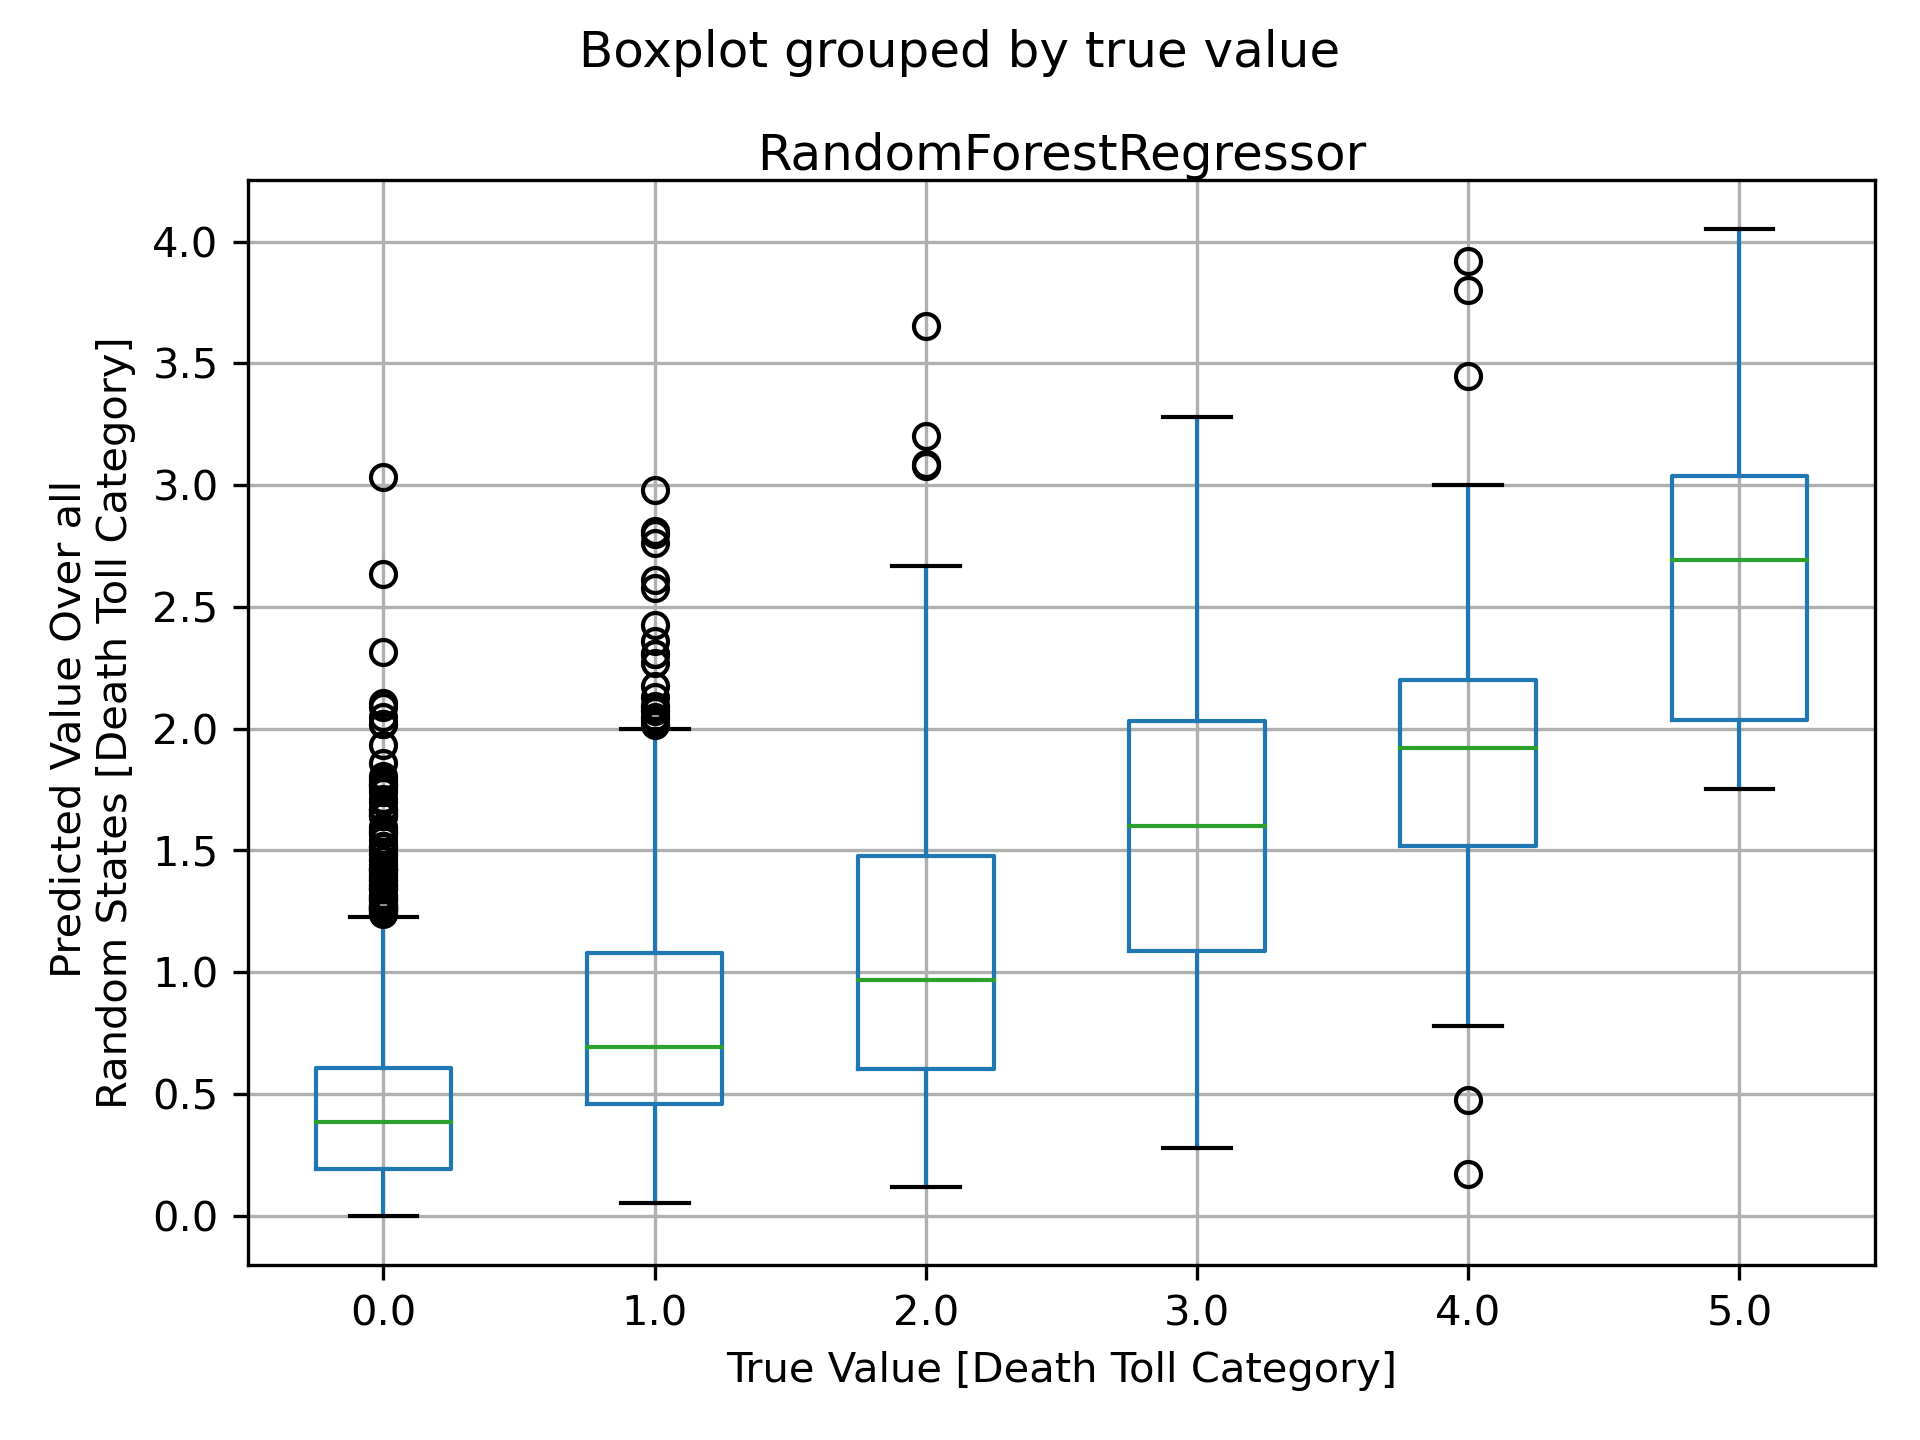 Boxplot grouped by true value
RandomForestRegressor
Predicted Value Over all
Random States [Death Toll Category]
4.0
3.5
3.0
2.5
2.0
1.5
1.0
0.5
0.0
0.0 1.0 2.0 3.0 4.0 5.0
True Value [Death Toll Category]